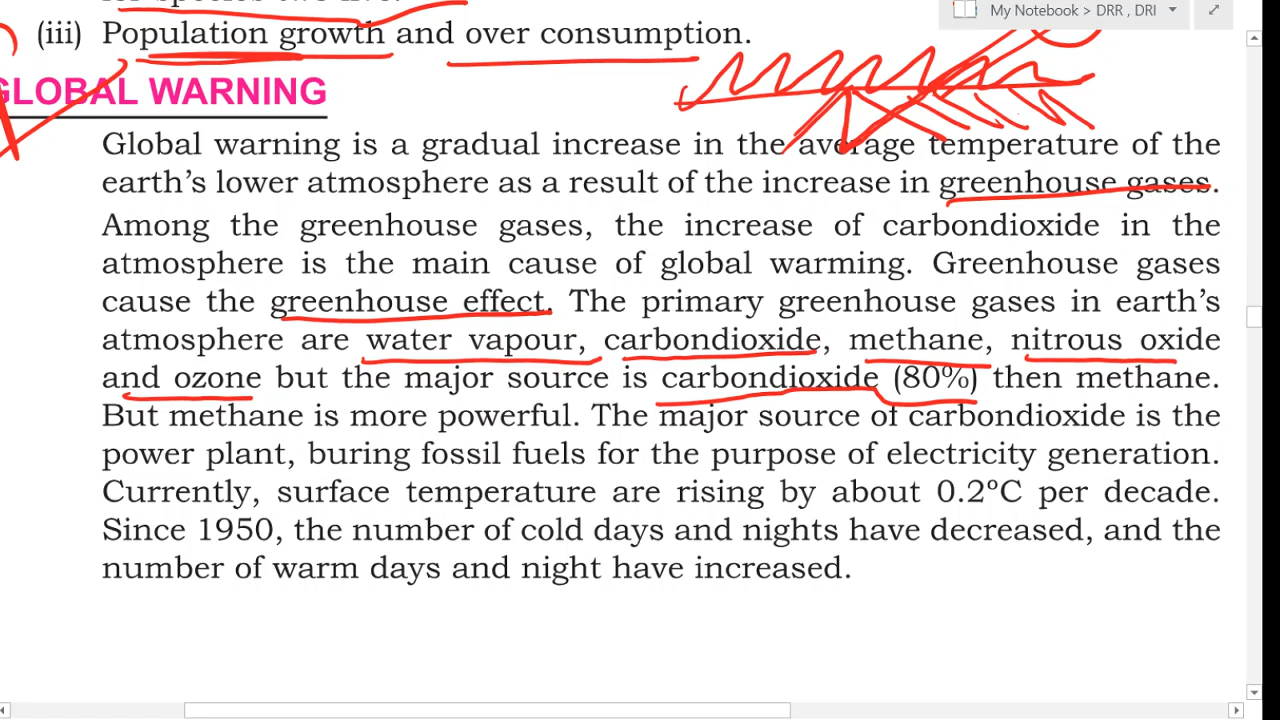 for species two live.
My Notebook > DRR , DRI
(iii) Population growth and over consumption.
GLOBAL WARNING
Global warning is a gradual increase in the average temperature of the
earth's lower atmosphere as a result of the increase in greenhouse gases.
Among the greenhouse gases, the increase of carbondioxide in the
atmosphere is the main cause of global warming. Greenhouse gases
cause the greenhouse effect. The primary greenhouse gases in earth's
atmosphere are water vapour, carbondioxide, methane, nitrous oxide
and ozone but the major source is carbondioxide (80%) then methane.
But methane is more powerful. The major source of carbondioxide is the
power plant, buring fossil fuels for the purpose of electricity generation.
Currently, surface temperature are rising by about 0.2°C per decade.
Since 1950, the number of cold days and nights have decreased, and the
number of warm days and night have increased.